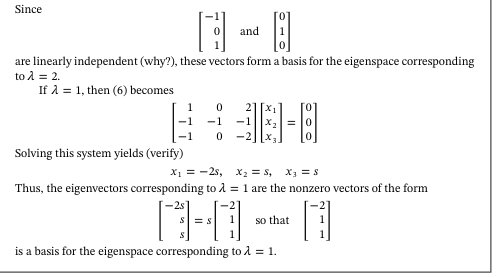 Since
[−1 0 1] and [0 1 0]
are linearly independent (why?), these vectors form a basis for the eigenspace corresponding
to λ = 2.
If λ = 1, then (6) becomes
[1 0 2; −1 −1 −1; −1 0 −2] [x₁ x₂ x₃] = [0 0 0]
Solving this system yields (verify)
x₁ = −2s, x₂ = s, x₃ = s
Thus, the eigenvectors corresponding to λ = 1 are the nonzero vectors of the form
[−2s s s] = s [−2 1 1] so that [−2 1 1]
is a basis for the eigenspace corresponding to λ = 1.